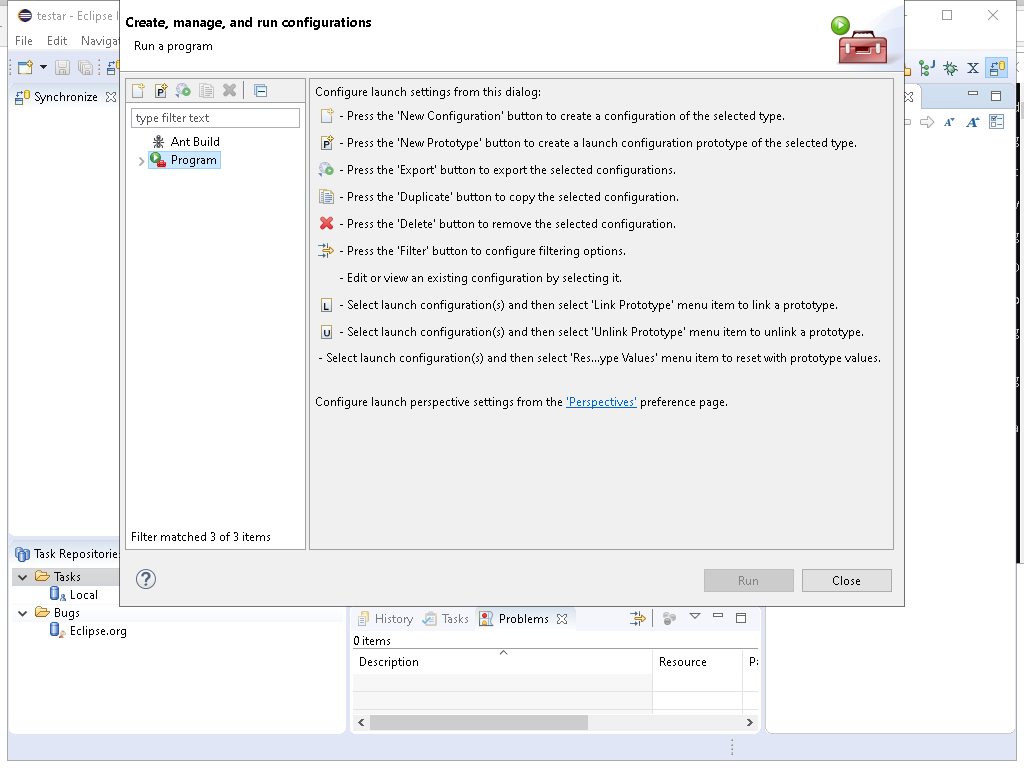 testar - Eclipse I
File Edit Navigat
Synchronize
Create, manage, and run configurations
Run a program
type filter text
Ant Build
Program
Filter matched 3 of 3 items
Configure launch settings from this dialog:
- Press the 'New Configuration' button to create a configuration of the selected type.
- Press the 'New Prototype' button to create a launch configuration prototype of the selected type.
- Press the 'Export' button to export the selected configurations.
- Press the 'Duplicate' button to copy the selected configuration.
- Press the 'Delete' button to remove the selected configuration.
- Press the 'Filter' button to configure filtering options.
- Edit or view an existing configuration by selecting it.
L - Select launch configuration(s) and then select 'Link Prototype' menu item to link a prototype.
U - Select launch configuration(s) and then select 'Unlink Prototype' menu item to unlink a prototype.
- Select launch configuration(s) and then select 'Res...ype Values' menu item to reset with prototype values.
Configure launch perspective settings from the 'Perspectives' preference page.
Run Close
Task Repositorie
Tasks
Local
Bugs
Eclipse.org
History Tasks Problems
0 items
Description Resource Pa